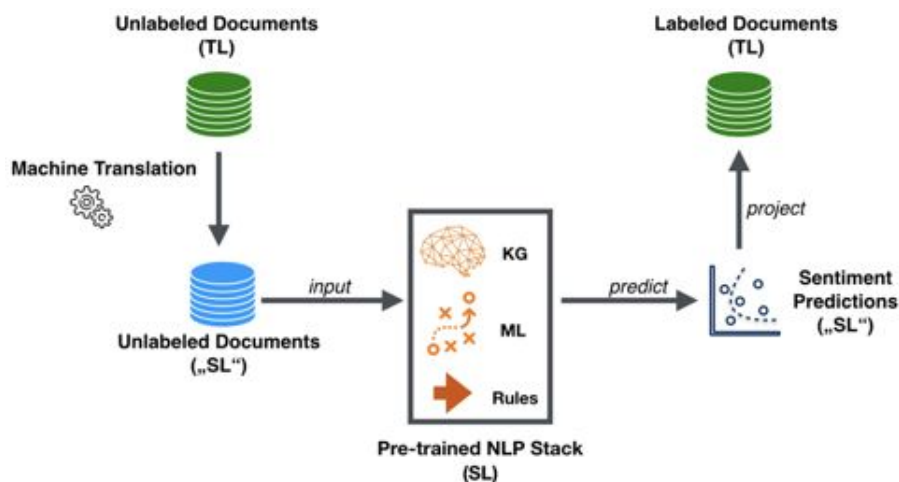 Unlabeled Documents
(TL)
Labeled Documents
(TL)
Machine Translation
project
input
KG
predict
Sentiment
Predictions
(„SL“)
ML
Unlabeled Documents
(„SL“)
Rules
Pre-trained NLP Stack
(SL)